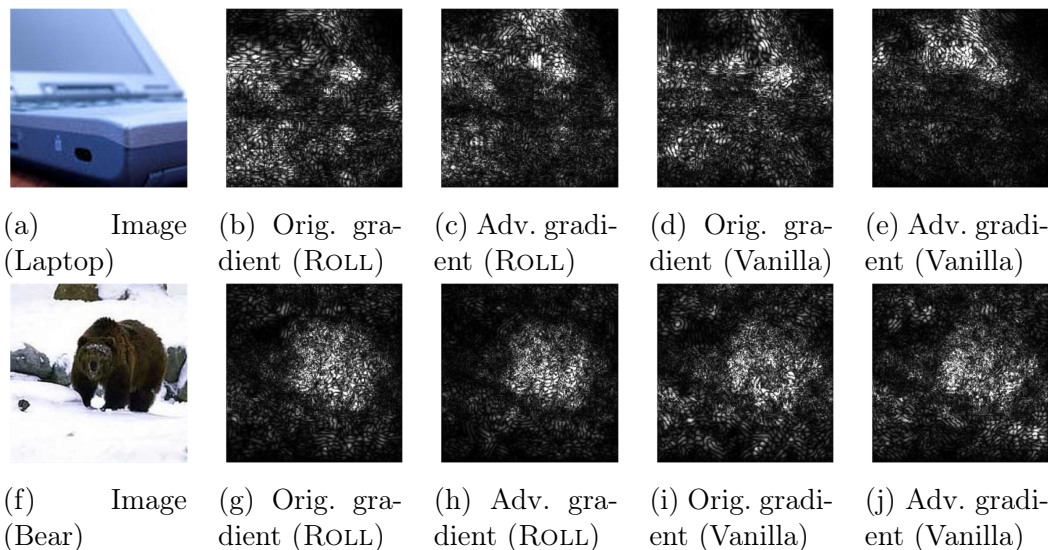 (a) Image
(Laptop)
(b) Orig. gra-
dient (ROLL)
(c) Adv. gradi-
ent (ROLL)
(d) Orig. gra-
dient (Vanilla)
(e) Adv. gradi-
ent (Vanilla)
(f) Image
(Bear)
(g) Orig. gra-
dient (ROLL)
(h) Adv. gra-
dient (ROLL)
(i) Orig. gradi-
ent (Vanilla)
(j) Adv. gradi-
ent (Vanilla)